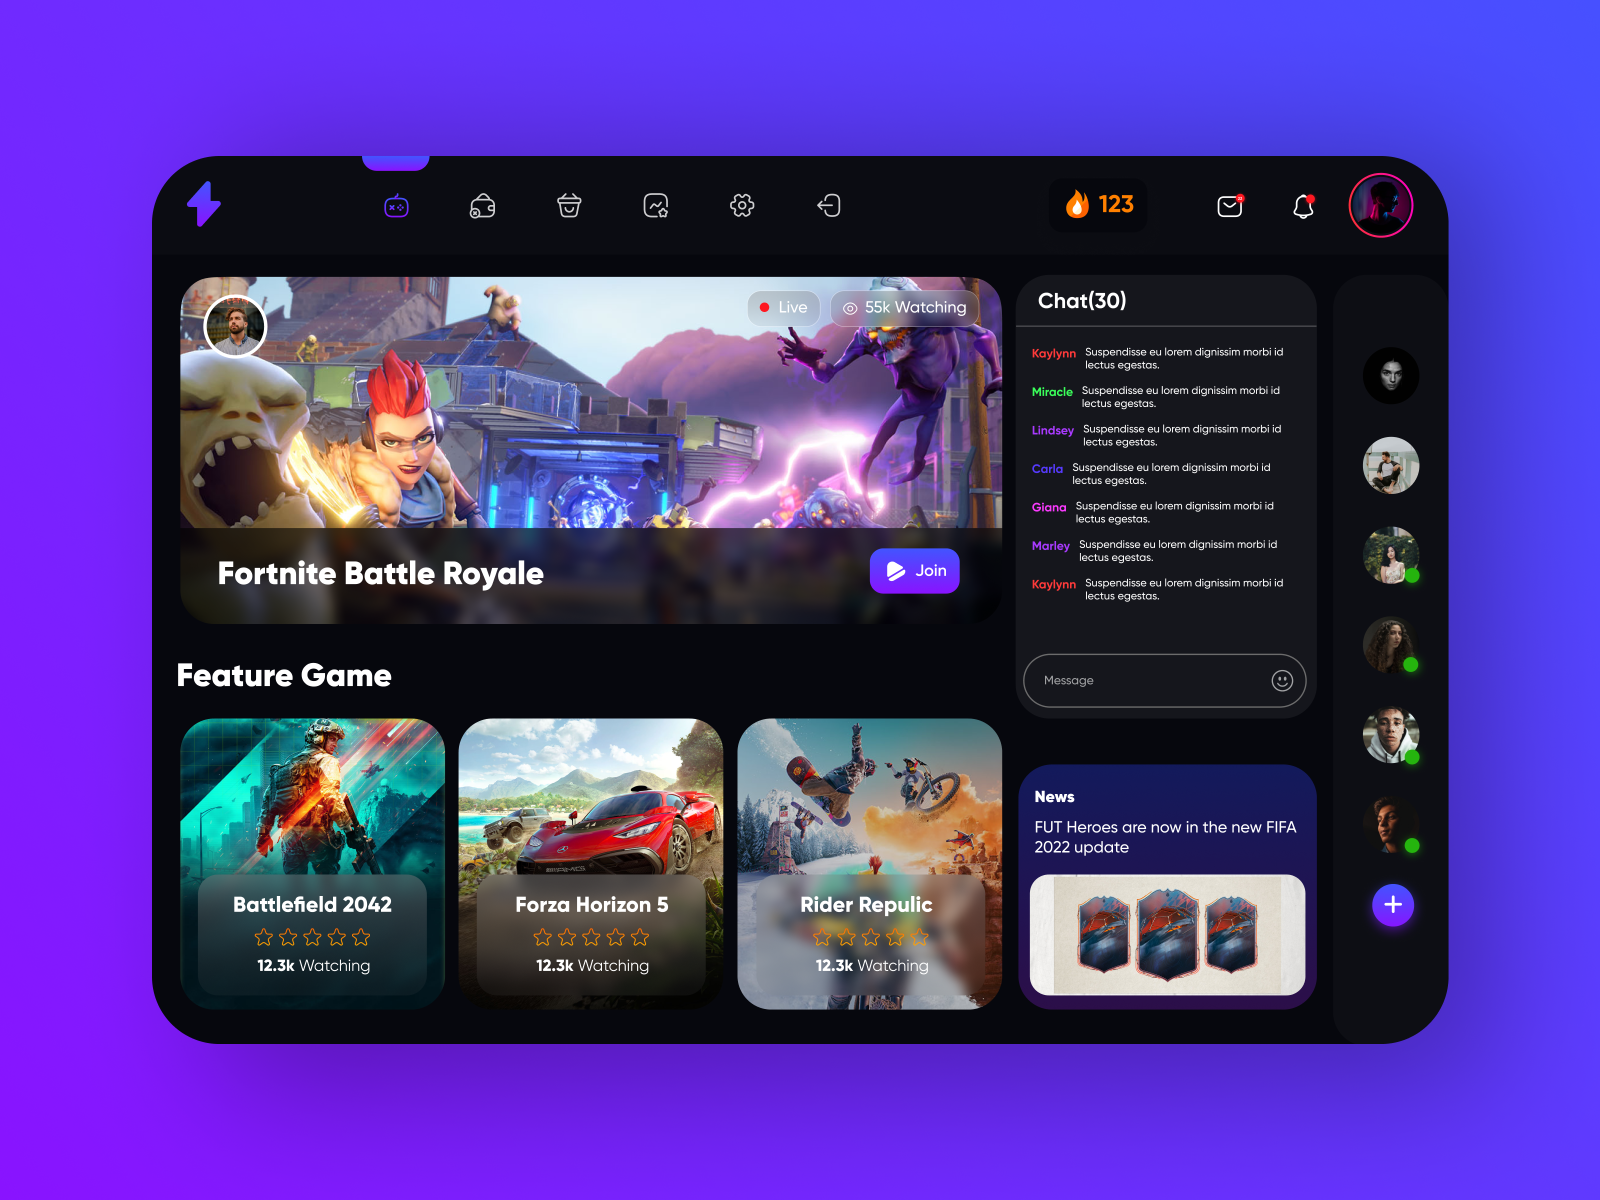 123
Live
55k Watching
Fortnite Battle Royale
Join
Chat(30)
Kaylynn Suspendisse eu lorem dignissim morbi id
lectus egestas.
Miracle Suspendisse eu lorem dignissim morbi id
lectus egestas.
Lindsey Suspendisse eu lorem dignissim morbi id
lectus egestas.
Carla Suspendisse eu lorem dignissim morbi id
lectus egestas.
Giana Suspendisse eu lorem dignissim morbi id
lectus egestas.
Marley Suspendisse eu lorem dignissim morbi id
lectus egestas.
Kaylynn Suspendisse eu lorem dignissim morbi id
lectus egestas.
Message
Feature Game
Battlefield 2042
12.3k Watching
Forza Horizon 5
12.3k Watching
Rider Repulic
12.3k Watching
News
FUT Heroes are now in the new FIFA
2022 update